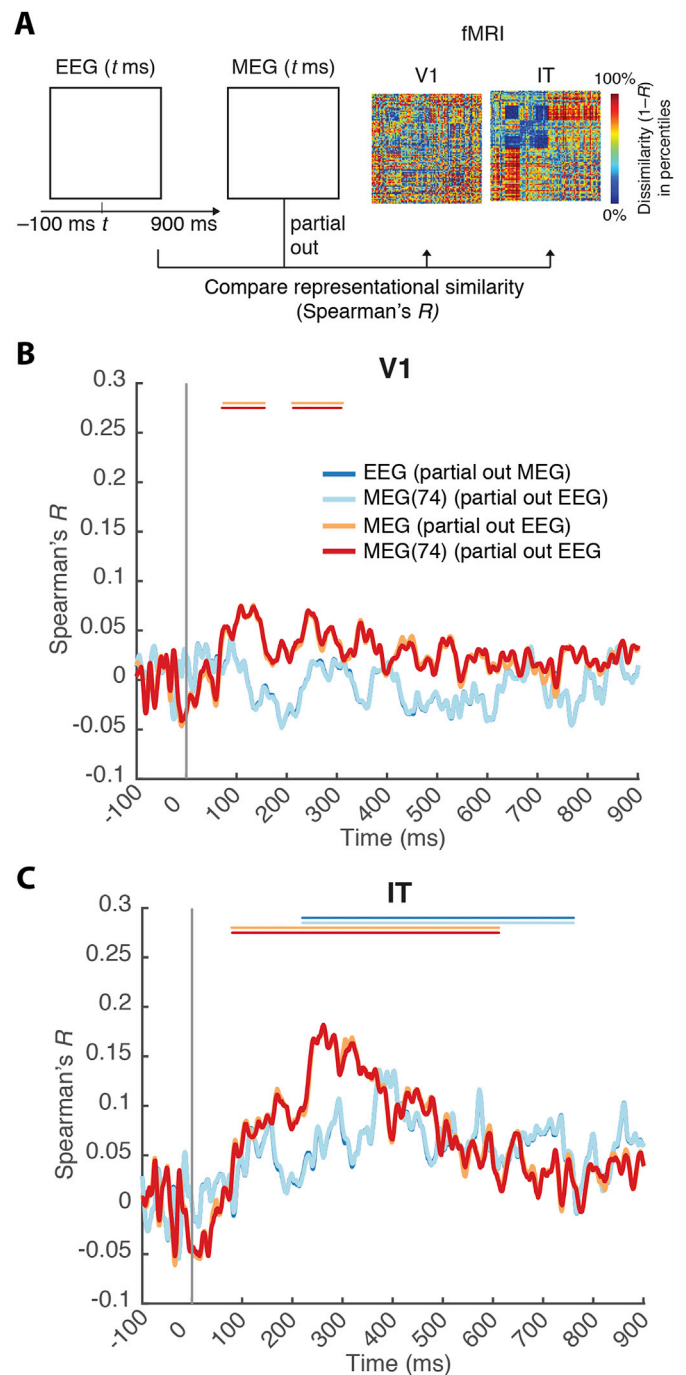 A
fMRI
EEG (t ms)
MEG (t ms)
V1
IT
100%
0%
Dissimilarity (1–R)
in percentiles
–100 ms t
900 ms
partial
out
Compare representational similarity
(Spearman's R)
B
V1
0.3
0.25
0.2
0.15
0.1
0.05
0
-0.05
-0.1
Spearman's R
EEG (partial out MEG)
MEG(74) (partial out EEG)
MEG (partial out EEG)
MEG(74) (partial out EEG
-100
0
100
200
300
400
500
600
700
800
900
Time (ms)
C
IT
0.3
0.25
0.2
0.15
0.1
0.05
0
-0.05
-0.1
Spearman's R
-100
0
100
200
300
400
500
600
700
800
900
Time (ms)